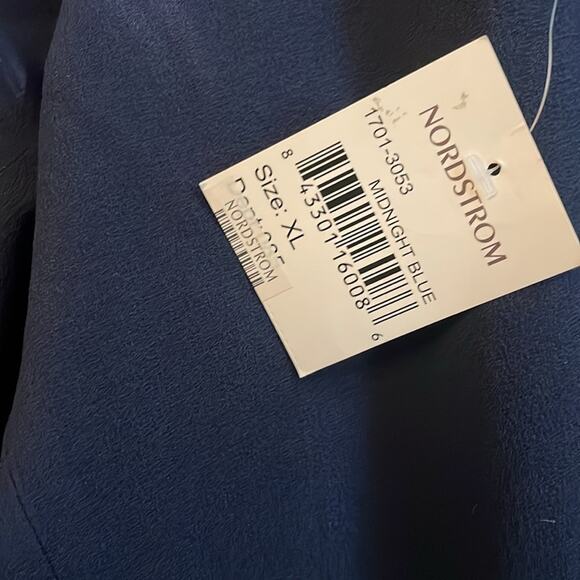 NORDSTROM
1701-3053
MIDNIGHT BLUE
8 43301 16008 6
Size: XL
NORDSTROM